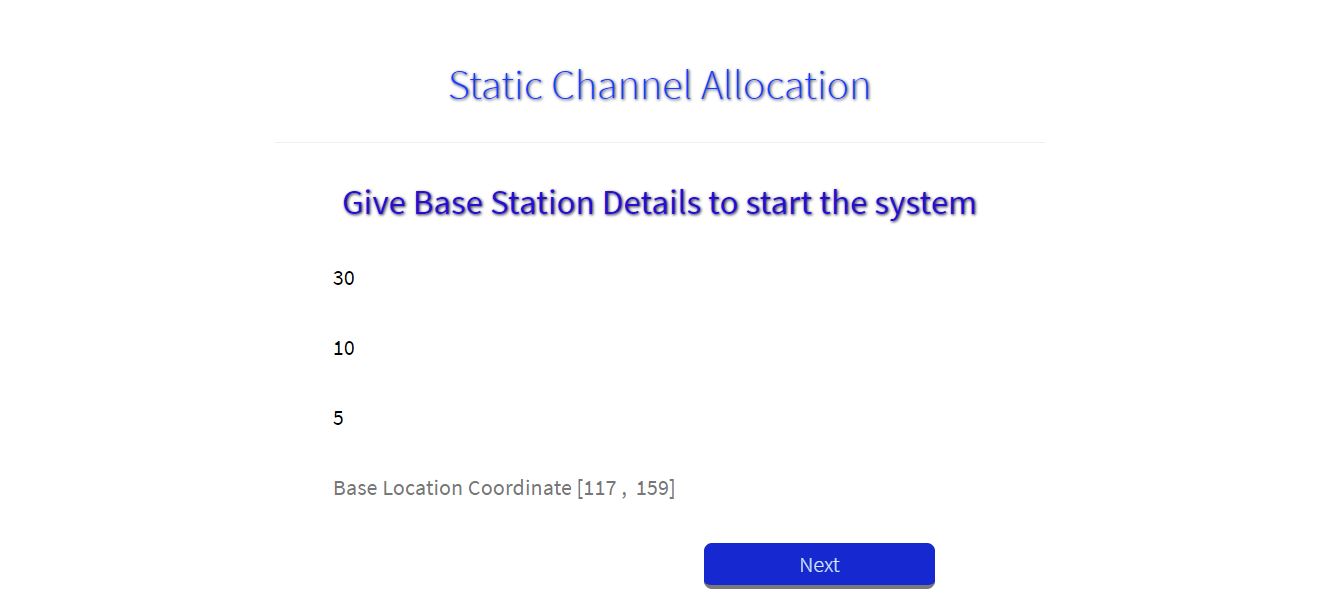 Static Channel Allocation
Give Base Station Details to start the system
30
10
5
Base Location Coordinate [117 , 159]
Next